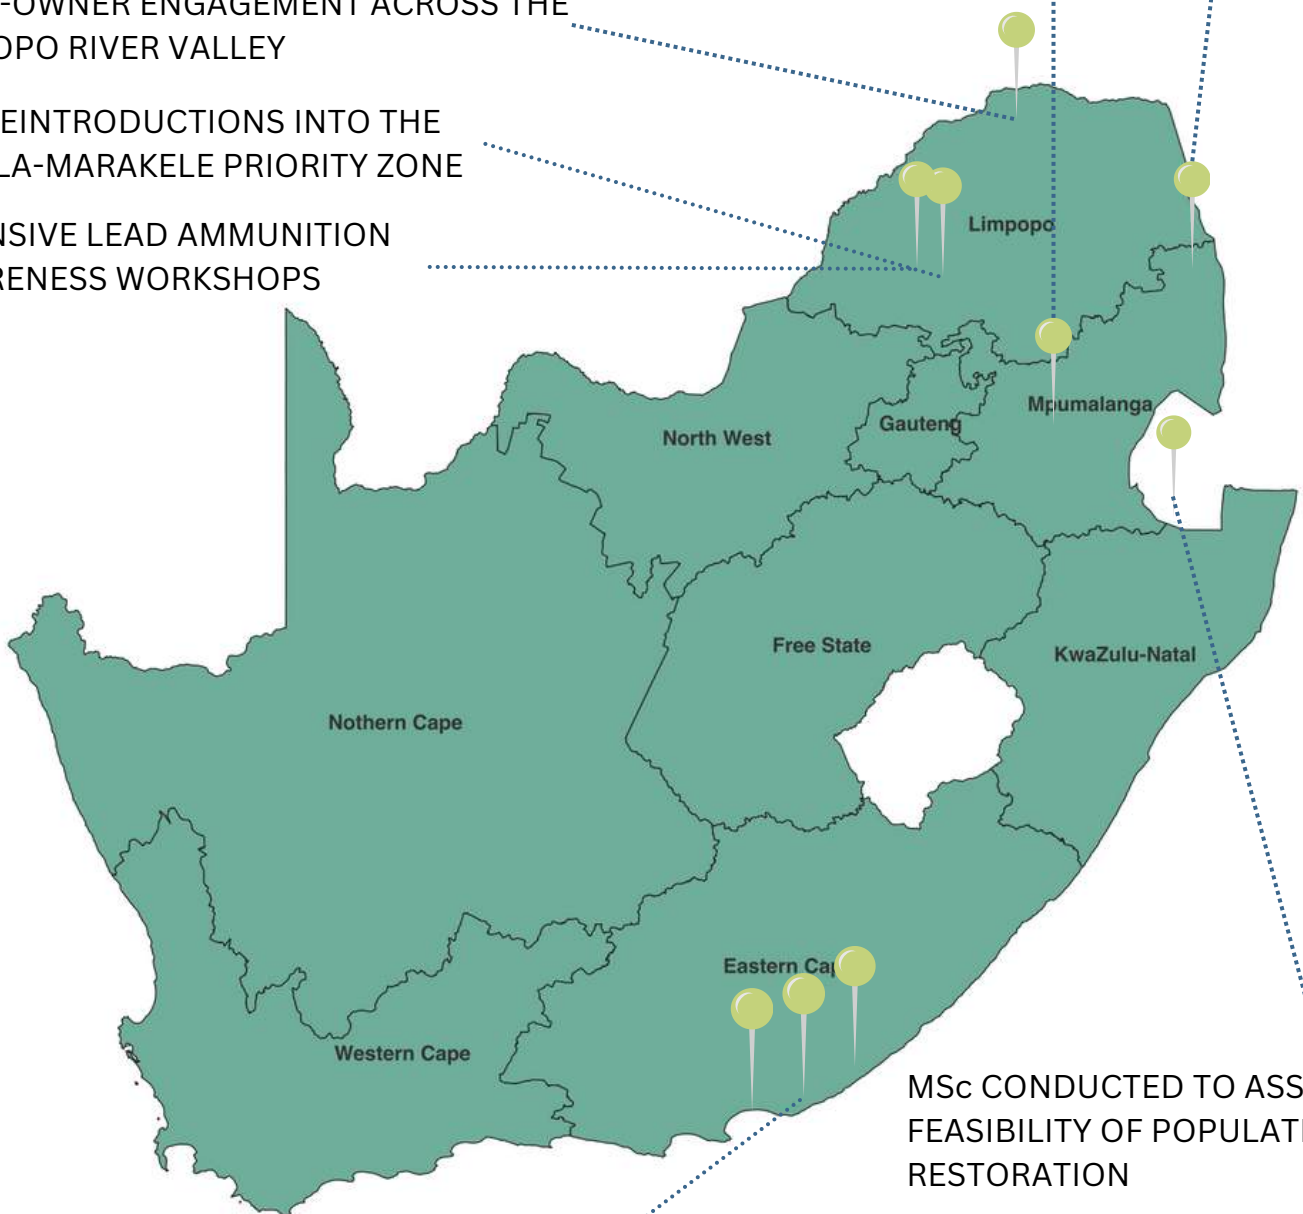 -OWNER ENGAGEMENT ACROSS THE
OPO RIVER VALLEY
EINTRODUCTIONS INTO THE
LA-MARAKELE PRIORITY ZONE
NSIVE LEAD AMMUNITION
RENESS WORKSHOPS
Limpopo
Mpumalanga
Gauteng
North West
Free State
KwaZulu-Natal
Nothern Cape
Eastern Cap
Western Cape
MSc CONDUCTED TO ASS
FEASIBILITY OF POPULATI
RESTORATION